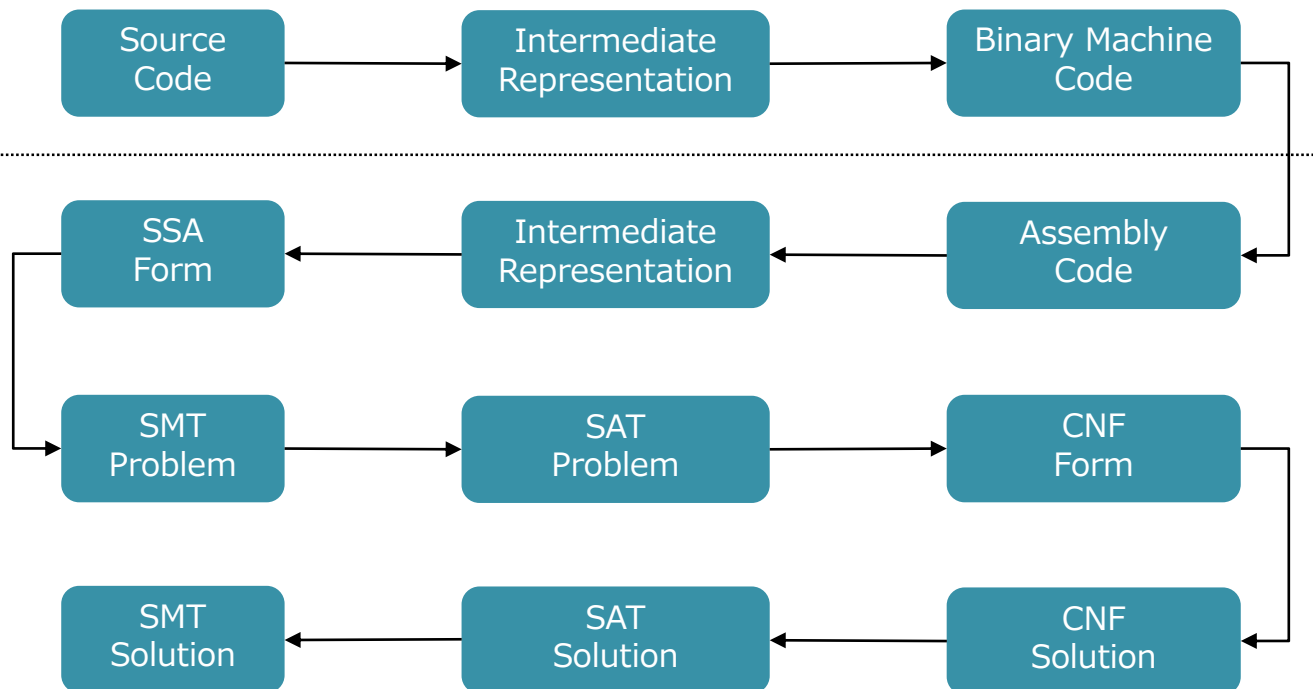 Source
Code
Intermediate
Representation
Binary Machine
Code
SSA
Form
Intermediate
Representation
Assembly
Code
SMT
Problem
SAT
Problem
CNF
Form
SMT
Solution
SAT
Solution
CNF
Solution